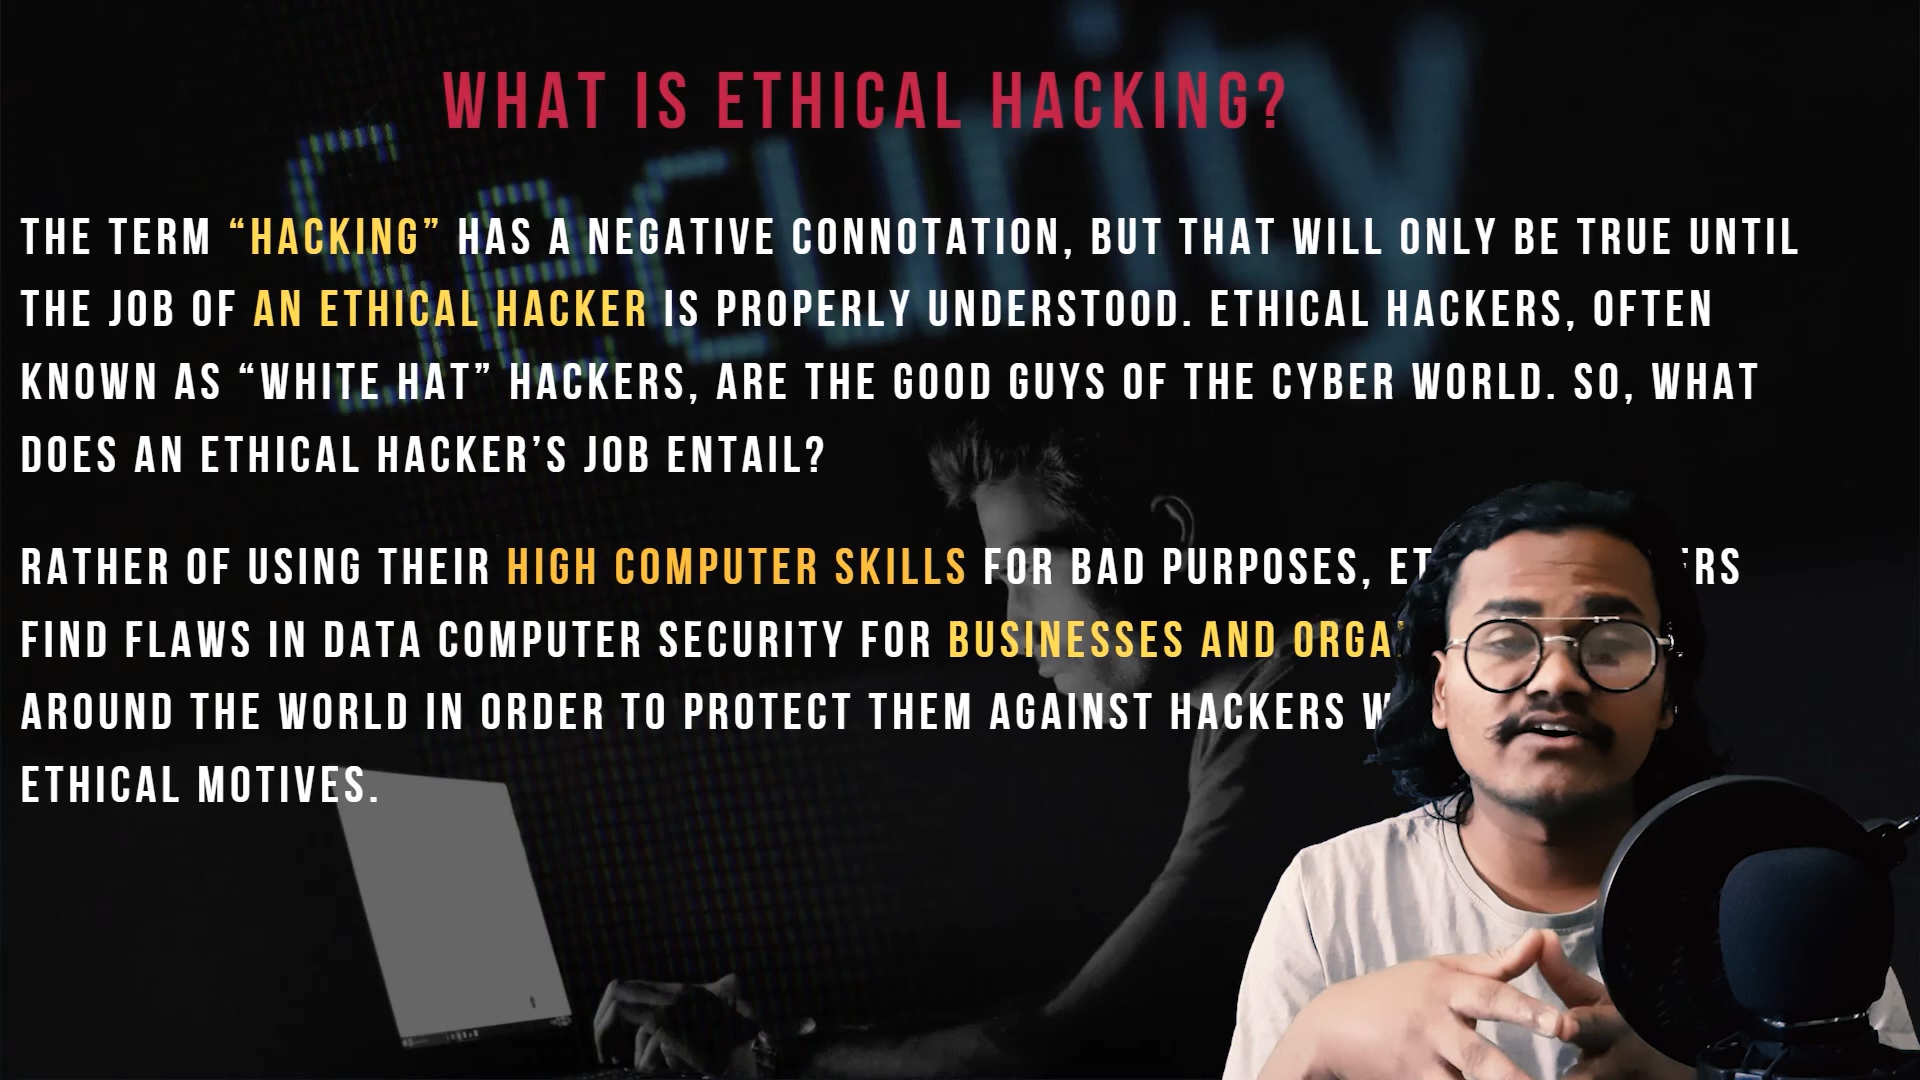 Security
WHAT IS ETHICAL HACKING?
THE TERM “HACKING” HAS A NEGATIVE CONNOTATION, BUT THAT WILL ONLY BE TRUE UNTIL
THE JOB OF AN ETHICAL HACKER IS PROPERLY UNDERSTOOD. ETHICAL HACKERS, OFTEN
KNOWN AS “WHITE HAT” HACKERS, ARE THE GOOD GUYS OF THE CYBER WORLD. SO, WHAT
DOES AN ETHICAL HACKER’S JOB ENTAIL?
RATHER OF USING THEIR HIGH COMPUTER SKILLS FOR BAD PURPOSES,
FIND FLAWS IN DATA COMPUTER SECURITY FOR BUSINESSES AND
AROUND THE WORLD IN ORDER TO PROTECT THEM AGAINST HACKERS
ETHICAL MOTIVES.